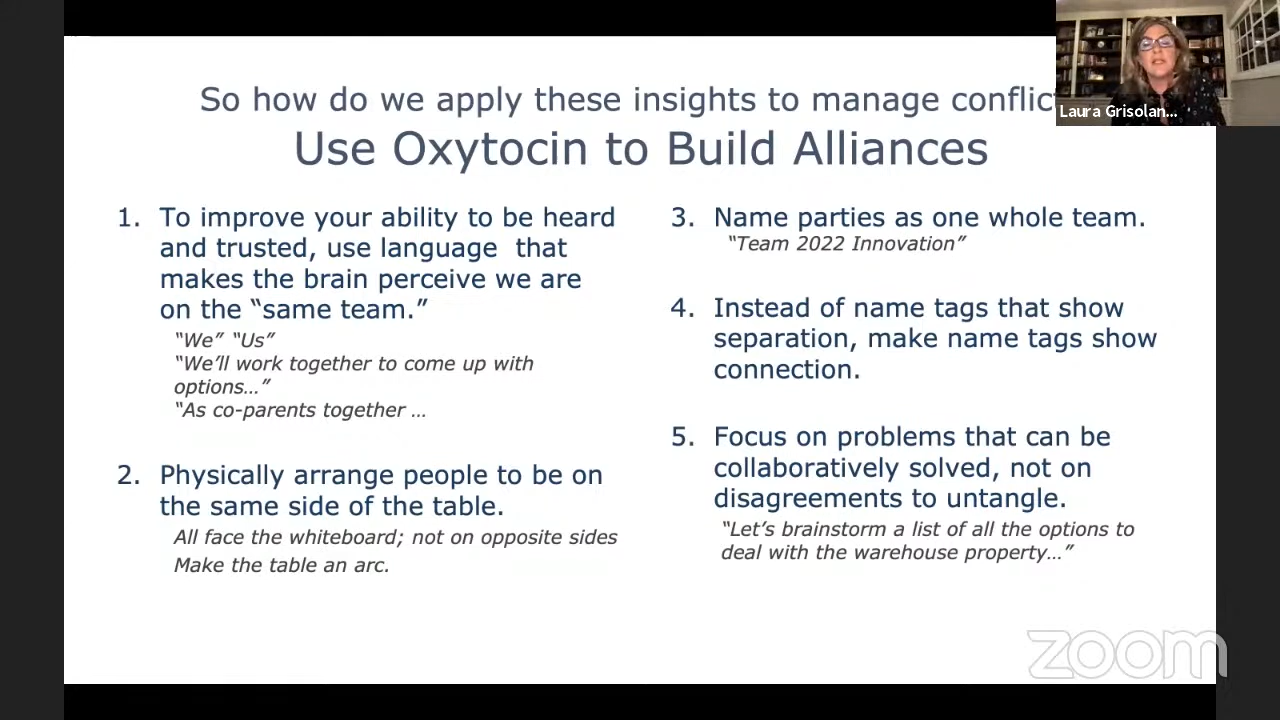 So how do we apply these insights to manage conflic
Use Oxytocin to Build Alliances
1. To improve your ability to be heard
and trusted, use language that
makes the brain perceive we are
on the “same team.”
“We” “Us”
“We’ll work together to come up with
options…”
“As co-parents together …
2. Physically arrange people to be on
the same side of the table.
All face the whiteboard; not on opposite sides
Make the table an arc.
3. Name parties as one whole team.
“Team 2022 Innovation”
4. Instead of name tags that show
separation, make name tags show
connection.
5. Focus on problems that can be
collaboratively solved, not on
disagreements to untangle.
“Let’s brainstorm a list of all the options to
deal with the warehouse property…”
Laura Grisolan...
zoom